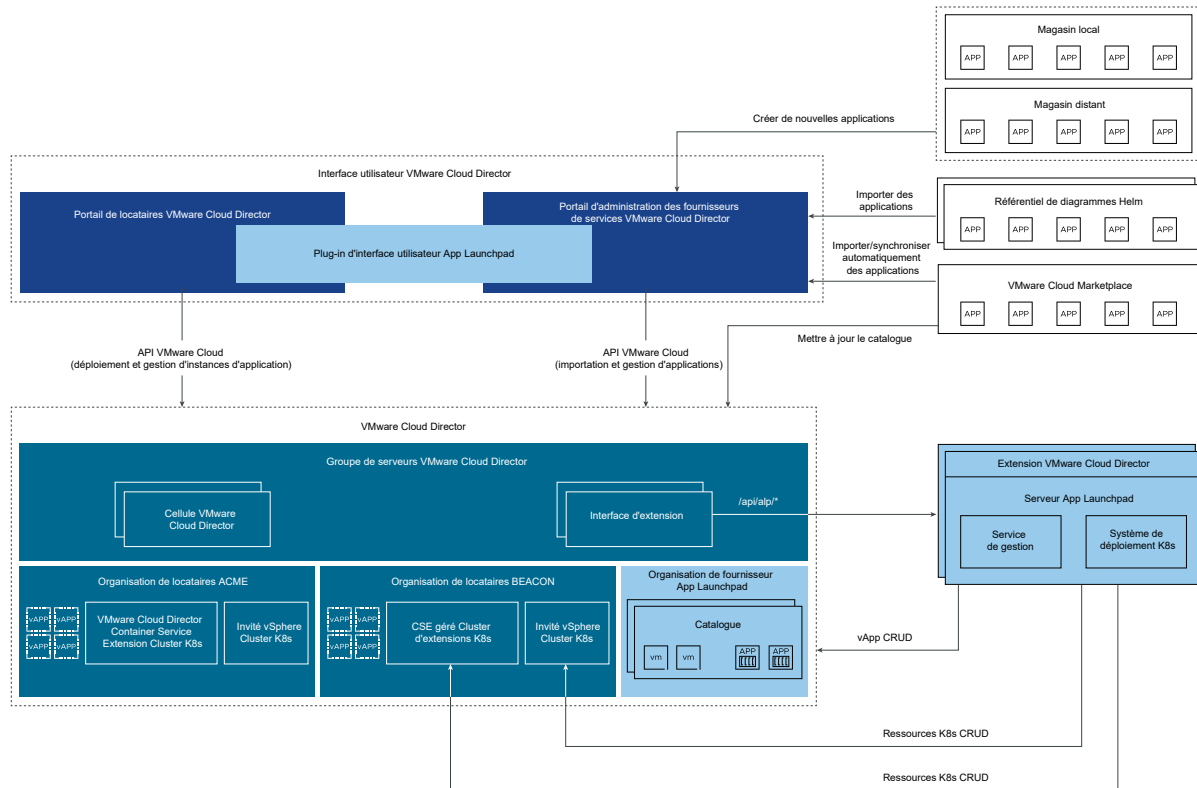 Magasin local
APP APP APP APP APP
Magasin distant
APP APP APP APP APP
Créer de nouvelles applications
Interface utilisateur VMware Cloud Director
Portail de locataires VMware Cloud Director
Portail d'administration des fournisseurs
de services VMware Cloud Director
Plug-in d'interface utilisateur App Launchpad
Importer des
applications
Référentiel de diagrammes Helm
APP APP APP APP APP
Importer/synchroniser
automatiquement
des applications
VMware Cloud Marketplace
APP APP APP APP APP
Mettre à jour le catalogue
API VMware Cloud
(déploiement et gestion d'instances d'application)
API VMware Cloud
(importation et gestion d'applications)
VMware Cloud Director
Groupe de serveurs VMware Cloud Director
Cellule VMware
Cloud Director
Interface d'extension
/api/alp/*
Extension VMware Cloud Director
Serveur App Launchpad
Service
de gestion
Système de
déploiement K8s
Organisation de locataires ACME
vAPP vAPP
vAPP vAPP
VMware Cloud Director
Container Service
Extension Cluster K8s
Invité vSphere
Cluster K8s
Organisation de locataires BEACON
vAPP vAPP
vAPP vAPP
CSE géré Cluster
d'extensions K8s
Invité vSphere
Cluster K8s
Organisation de fournisseur
App Launchpad
Catalogue
vm vm APP APP
vApp CRUD
Ressources K8s CRUD
Ressources K8s CRUD